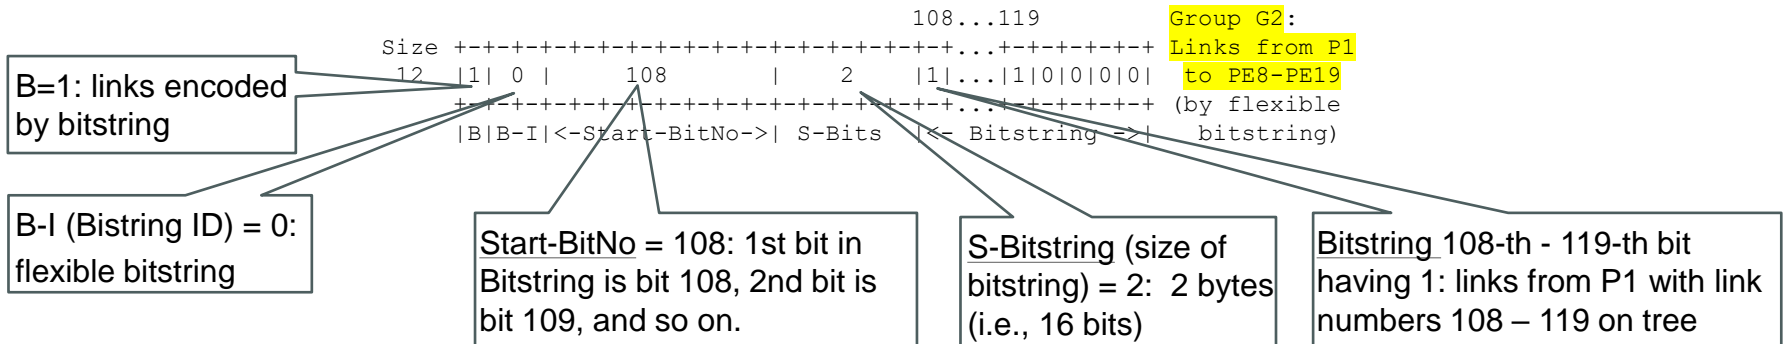 108...119 Group G2:
Size +-+-+-+-+-+-+-+-+-+-+-+-+-+-+-+-+-+-+...+-+-+-+-+-+ Links from P1
12 |1| 0 | 108 | 2 |1|...|1|0|0|0|0| to PE8-PE19
+-+-+-+-+-+-+-+-+-+-+-+-+-+-+-+-+-+-+...+-+-+-+-+-+ (by flexible
|B|B-I|<-Start-BitNo->| S-Bits |<- Bitstring ->| bitstring)
B=1: links encoded
by bitstring
B-I (Bistring ID) = 0:
flexible bitstring
Start-BitNo = 108: 1st bit in
Bitstring is bit 108, 2nd bit is
bit 109, and so on.
S-Bitstring (size of
bitstring) = 2: 2 bytes
(i.e., 16 bits)
Bitstring 108-th - 119-th bit
having 1: links from P1 with link
numbers 108 – 119 on tree